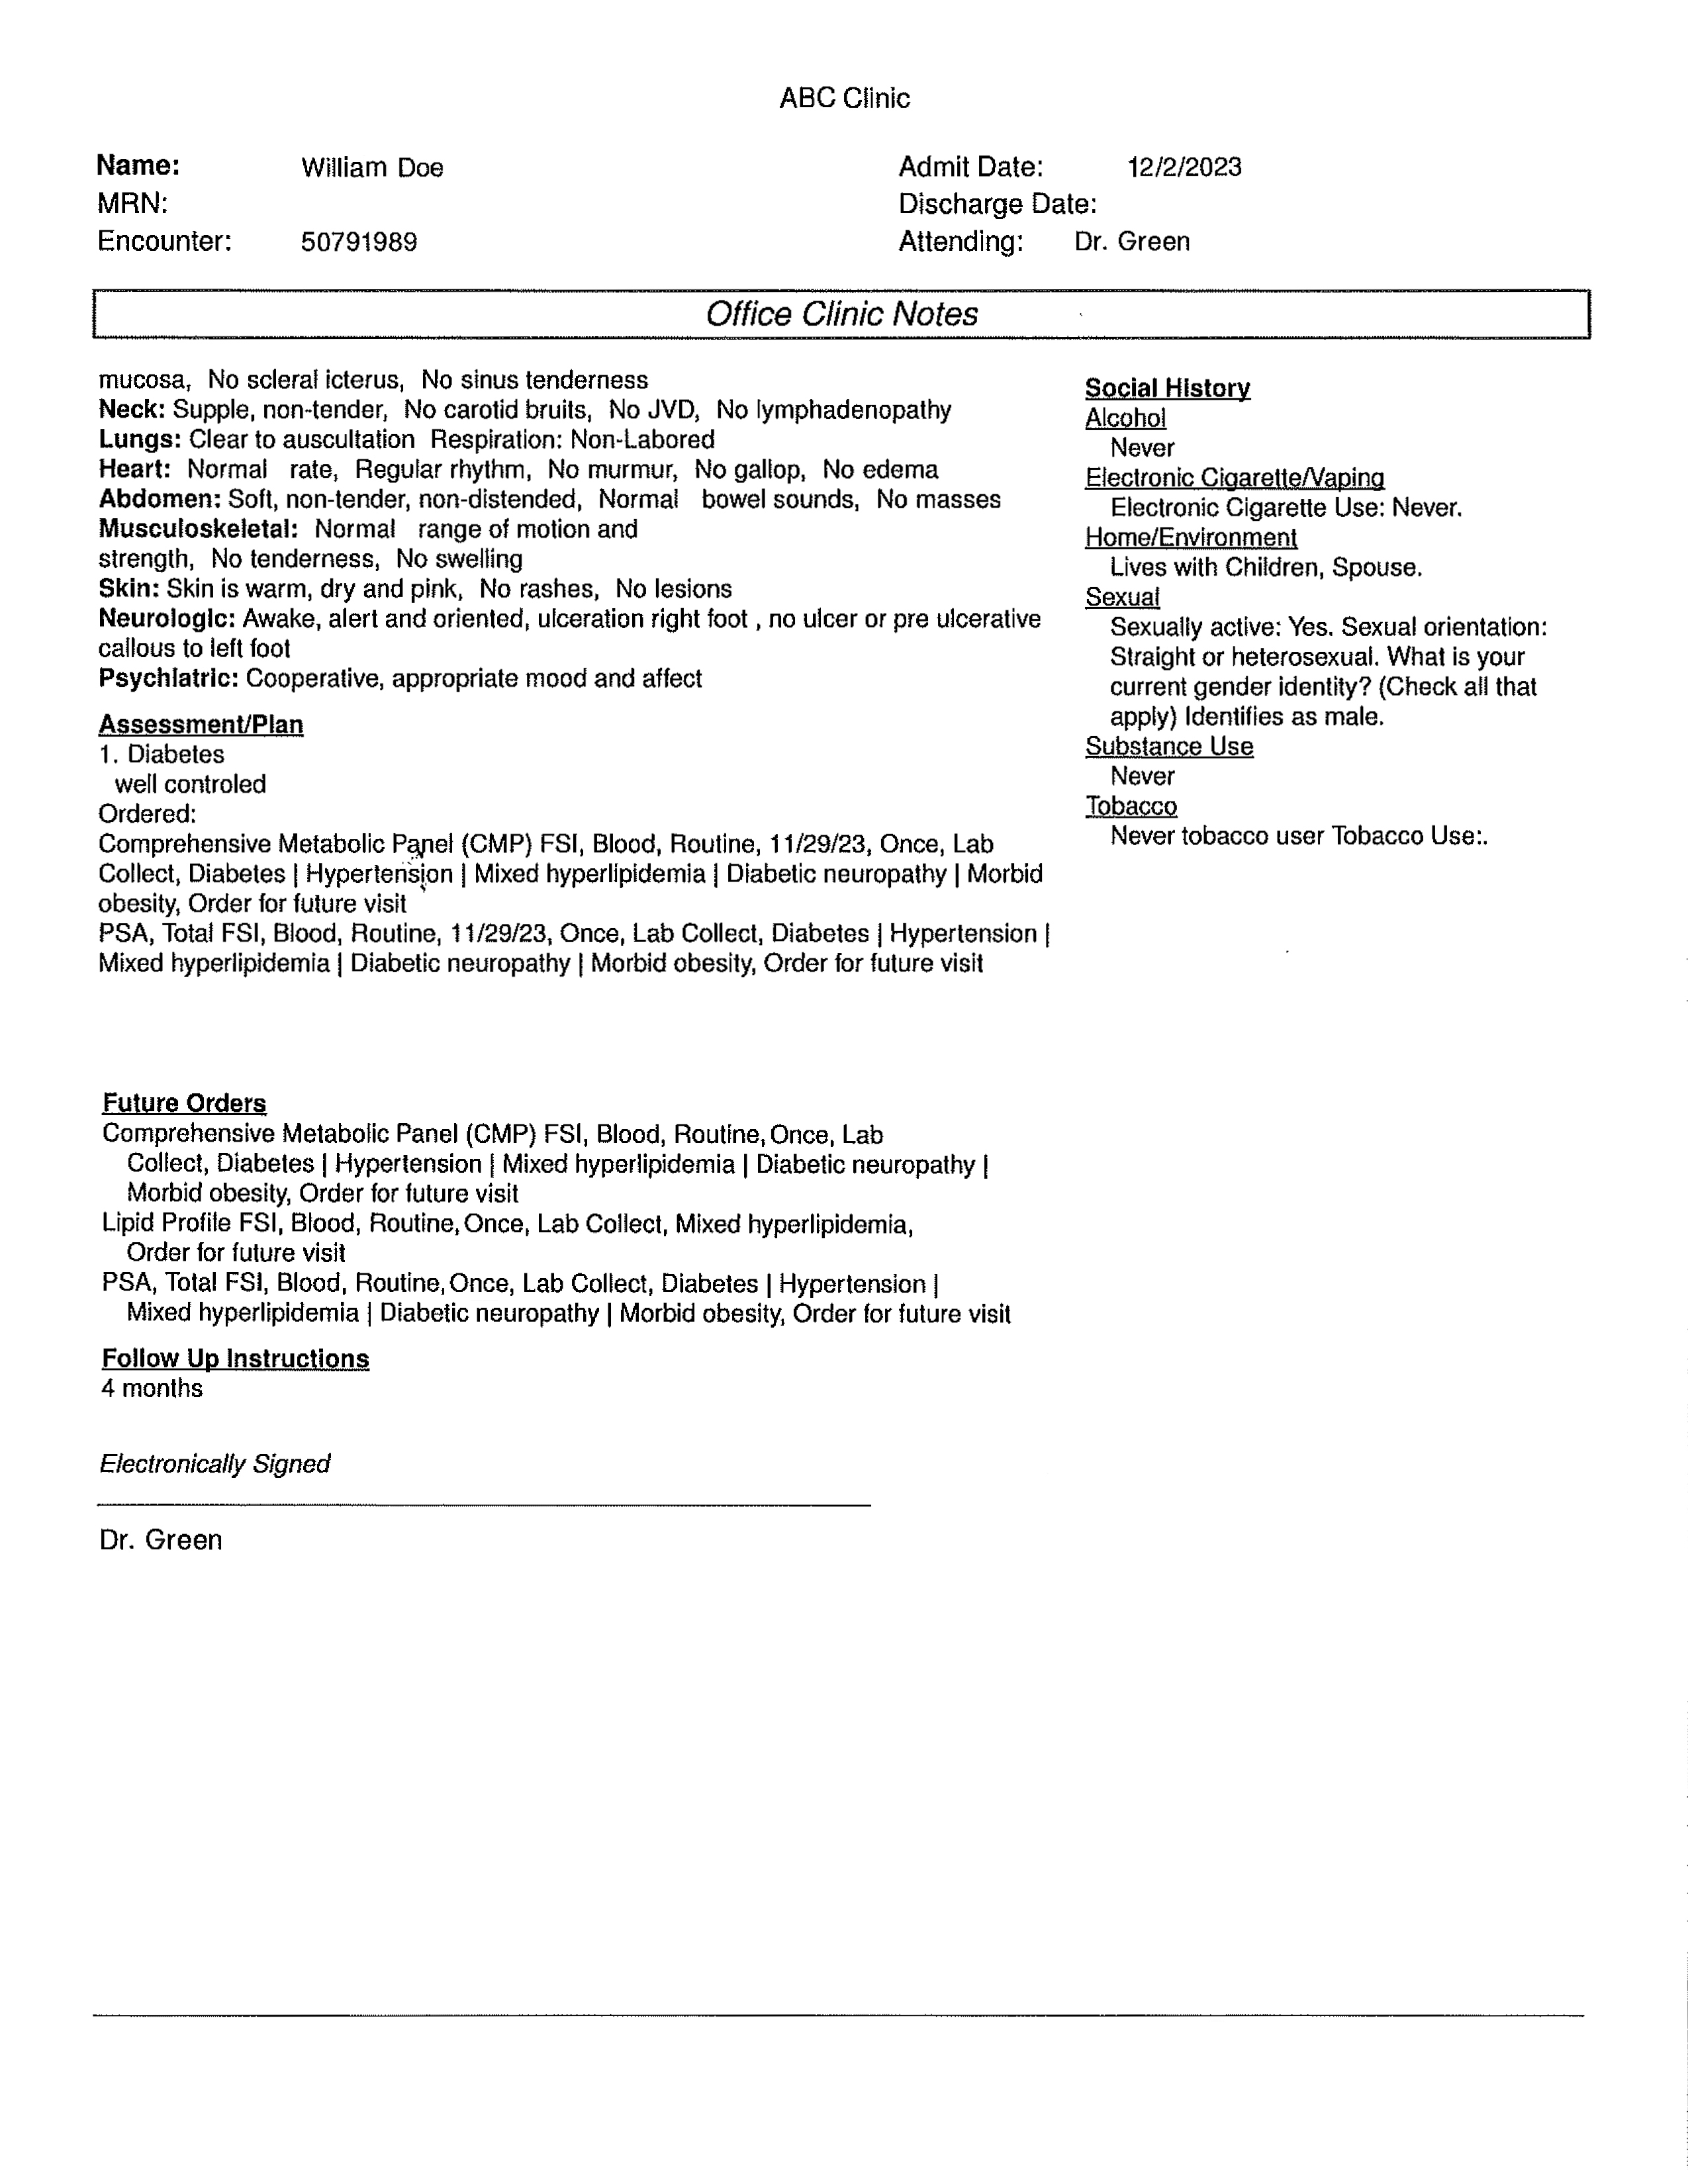 ABC Clinic
Name: William Doe
MRN:
Encounter: 50791989
Admit Date: 12/2/2023
Discharge Date:
Attending: Dr. Green
Office Clinic Notes
mucosa, No scleral icterus, No sinus tenderness
Neck: Supple, non-tender, No carotid bruits, No JVD, No lymphadenopathy
Lungs: Clear to auscultation Respiration: Non-Labored
Heart: Normal rate, Regular rhythm, No murmur, No gallop, No edema
Abdomen: Soft, non-tender, non-distended, Normal bowel sounds, No masses
Musculoskeletal: Normal range of motion and
strength, No tenderness, No swelling
Skin: Skin is warm, dry and pink, No rashes, No lesions
Neurologic: Awake, alert and oriented, ulceration right foot , no ulcer or pre ulcerative
callous to left foot
Psychiatric: Cooperative, appropriate mood and affect
Assessment/Plan
1. Diabetes
well controled
Ordered:
Comprehensive Metabolic Panel (CMP) FSI, Blood, Routine, 11/29/23, Once, Lab
Collect, Diabetes | Hypertension | Mixed hyperlipidemia | Diabetic neuropathy | Morbid
obesity, Order for future visit
PSA, Total FSI, Blood, Routine, 11/29/23, Once, Lab Collect, Diabetes | Hypertension |
Mixed hyperlipidemia | Diabetic neuropathy | Morbid obesity, Order for future visit
Future Orders
Comprehensive Metabolic Panel (CMP) FSI, Blood, Routine, Once, Lab
Collect, Diabetes | Hypertension | Mixed hyperlipidemia | Diabetic neuropathy |
Morbid obesity, Order for future visit
Lipid Profile FSI, Blood, Routine, Once, Lab Collect, Mixed hyperlipidemia,
Order for future visit
PSA, Total FSI, Blood, Routine, Once, Lab Collect, Diabetes | Hypertension |
Mixed hyperlipidemia | Diabetic neuropathy | Morbid obesity, Order for future visit
Follow Up Instructions
4 months
Electronically Signed
Dr. Green
Social History
Alcohol
Never
Electronic Cigarette/Vaping
Electronic Cigarette Use: Never.
Home/Environment
Lives with Children, Spouse.
Sexual
Sexually active: Yes. Sexual orientation:
Straight or heterosexual. What is your
current gender identity? (Check all that
apply) Identifies as male.
Substance Use
Never
Tobacco
Never tobacco user Tobacco Use:.